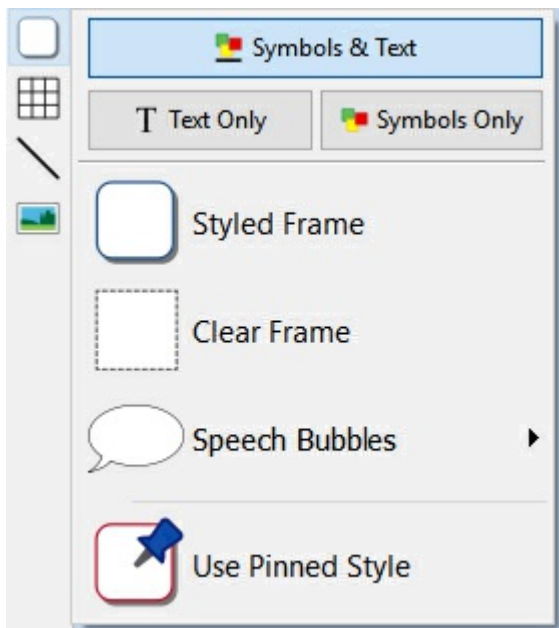 Symbols & Text
T Text Only
Symbols Only
Styled Frame
Clear Frame
Speech Bubbles
Use Pinned Style